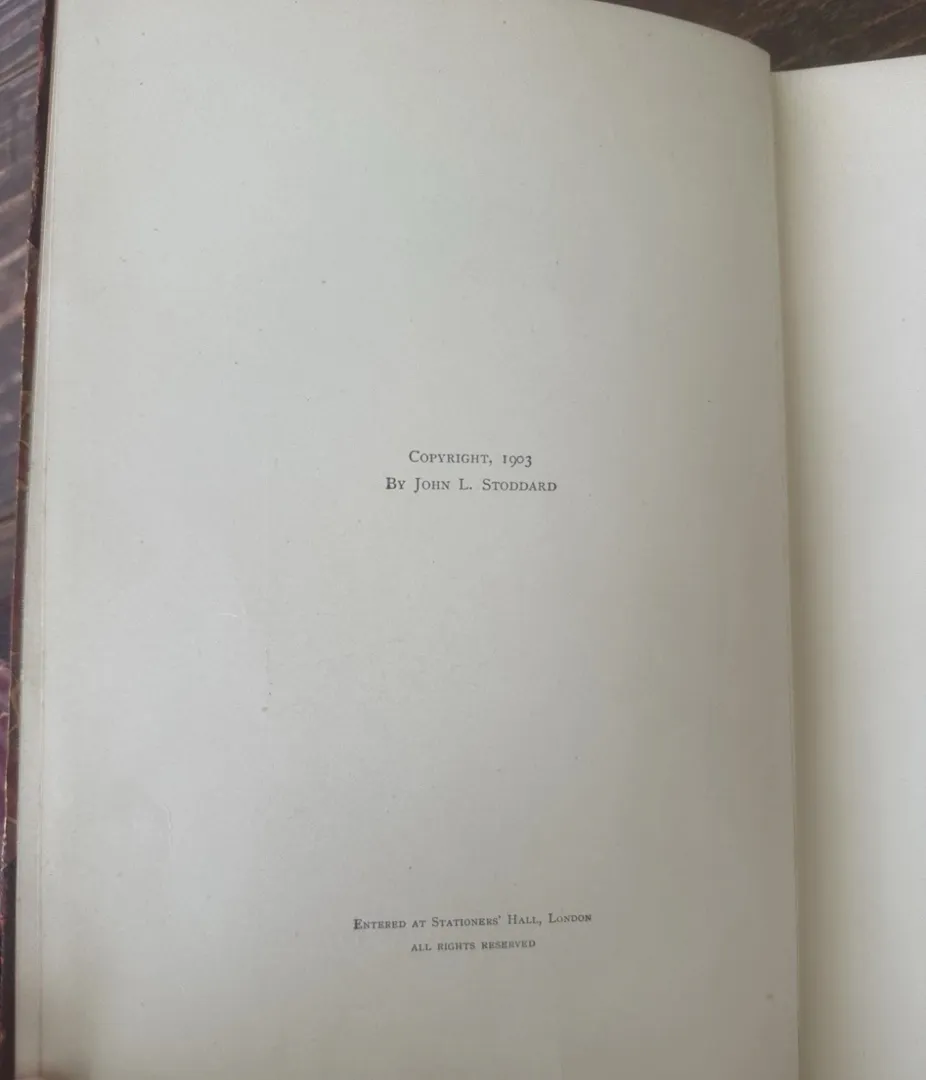 Copyright, 1903
By John L. Stoddard
Entered at Stationers' Hall, London
all rights reserved